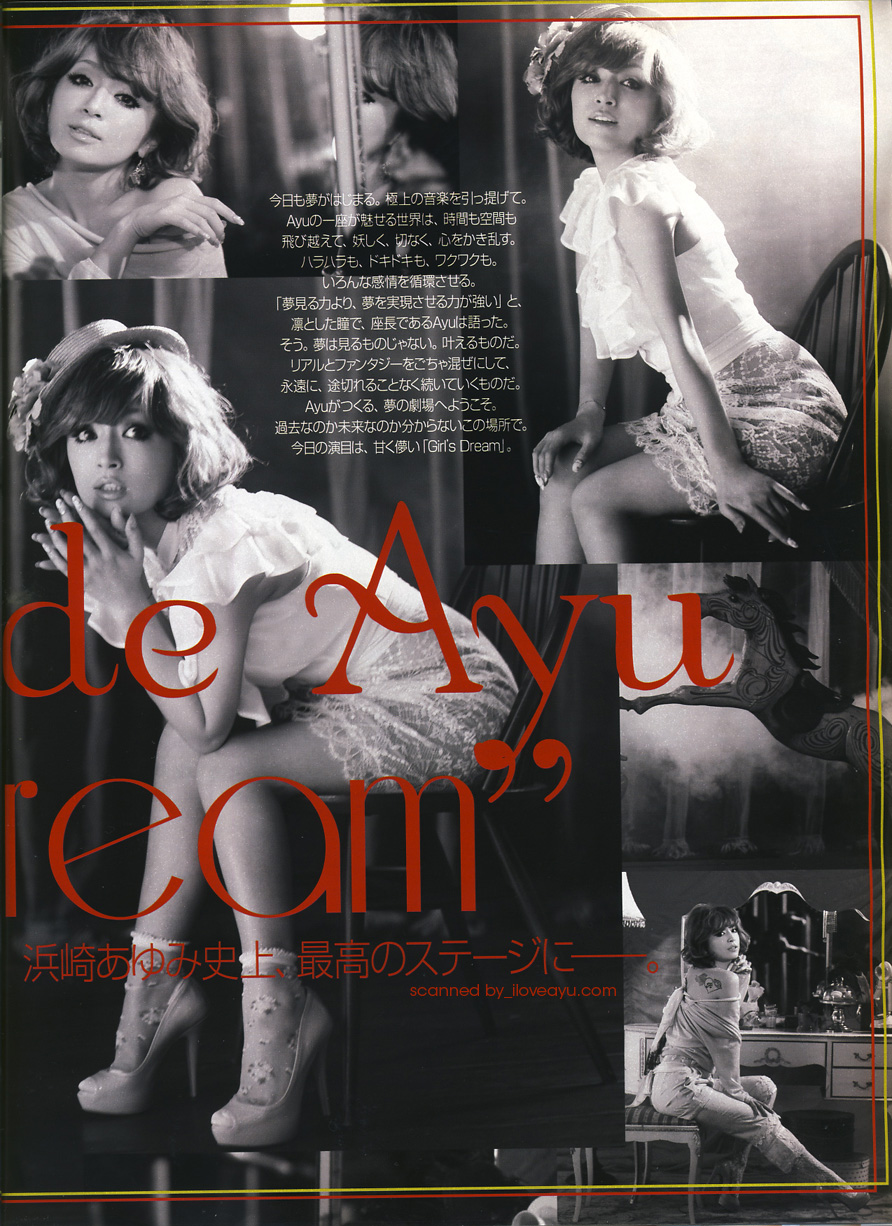 今日も夢がはじまる。極上の音楽を引っ提げて。
Ayuの一座が魅せる世界は、時間も空間も
飛び越えて、妖しく、切なく、心をかき乱す。
ハラハラも、ドキドキも、ワクワクも。
いろんな感情を循環させる。
「夢見る力より、夢を実現させる力が強い」と、
凛とした瞳で、座長であるAyuは語った。
そう。夢は見るものじゃない。叶えるものだ。
リアルとファンタジーをごちゃ混ぜにして、
永遠に、途切れることなく続いていくものだ。
Ayuがつくる、夢の劇場へようこそ。
過去なのか未来なのか分からないこの場所で。
今日の演目は、甘く儚い「Girl's Dream」。
de Ayu
ream”
浜崎あゆみ史上、最高のステージに——。
scanned by_iloveayu.com